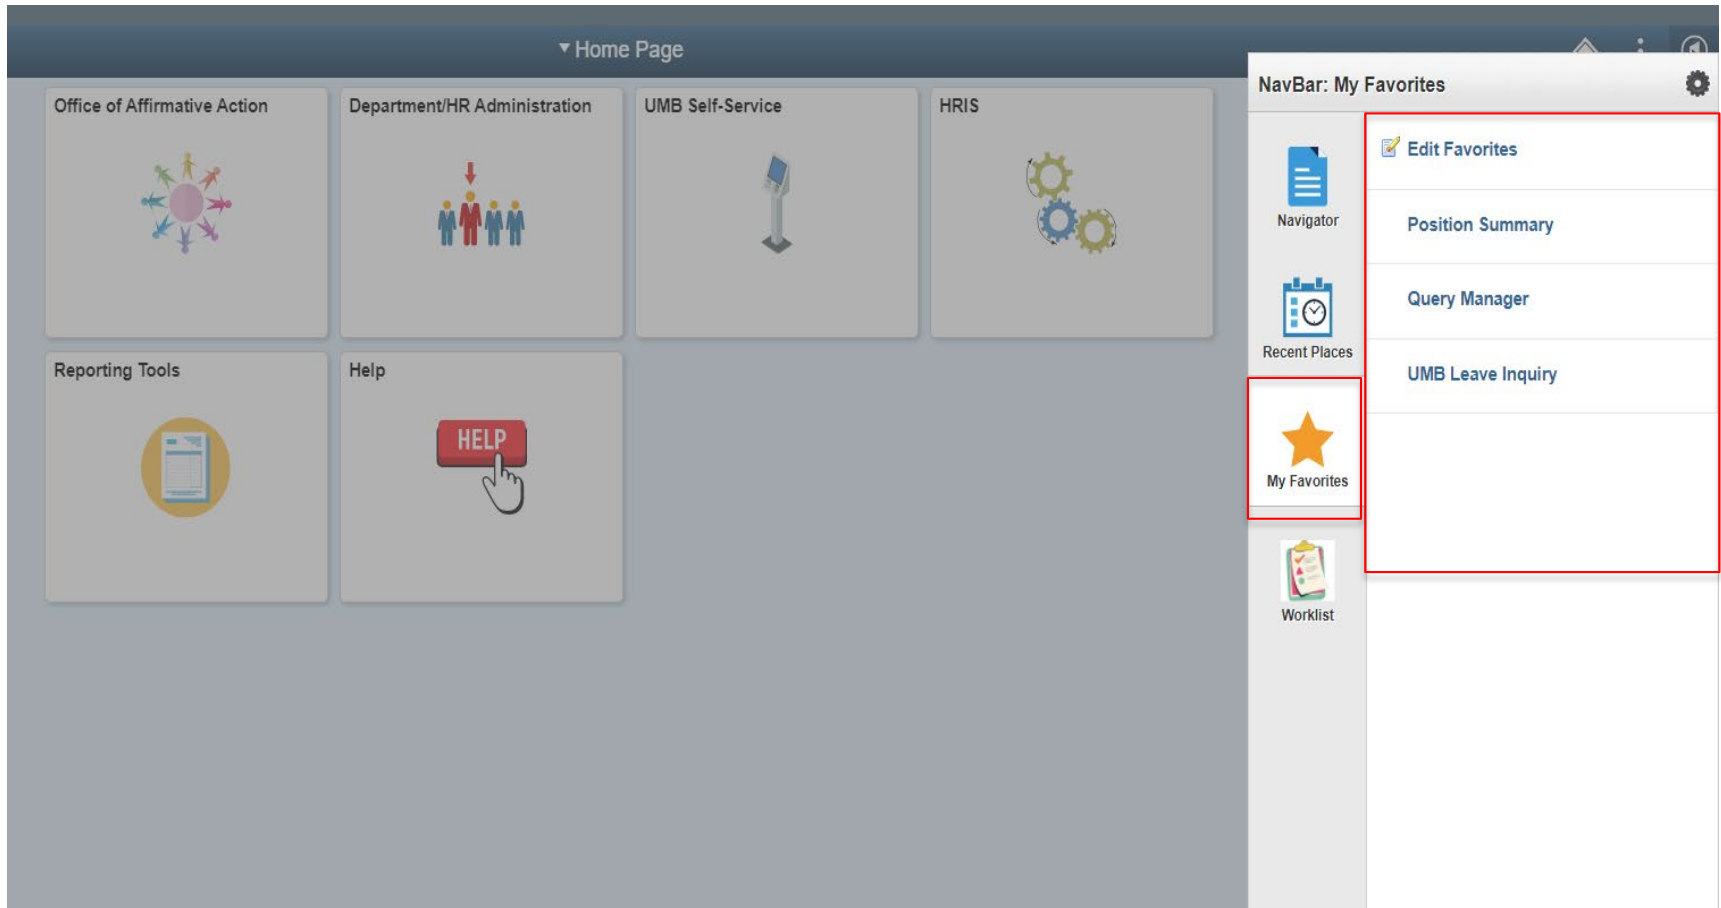 Home Page
NavBar: My Favorites
Office of Affirmative Action
Department/HR Administration
UMB Self-Service
HRIS
Reporting Tools
Help
HELP
Navigator
Recent Places
My Favorites
Worklist
Edit Favorites
Position Summary
Query Manager
UMB Leave Inquiry